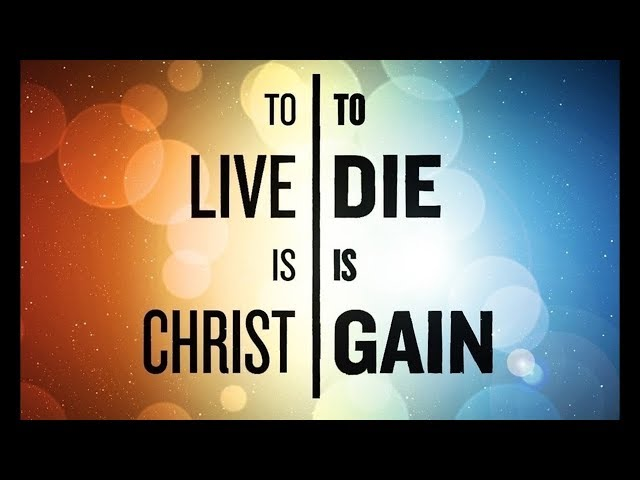 TO
LIVE
IS
CHRIST
TO
DIE
IS
GAIN